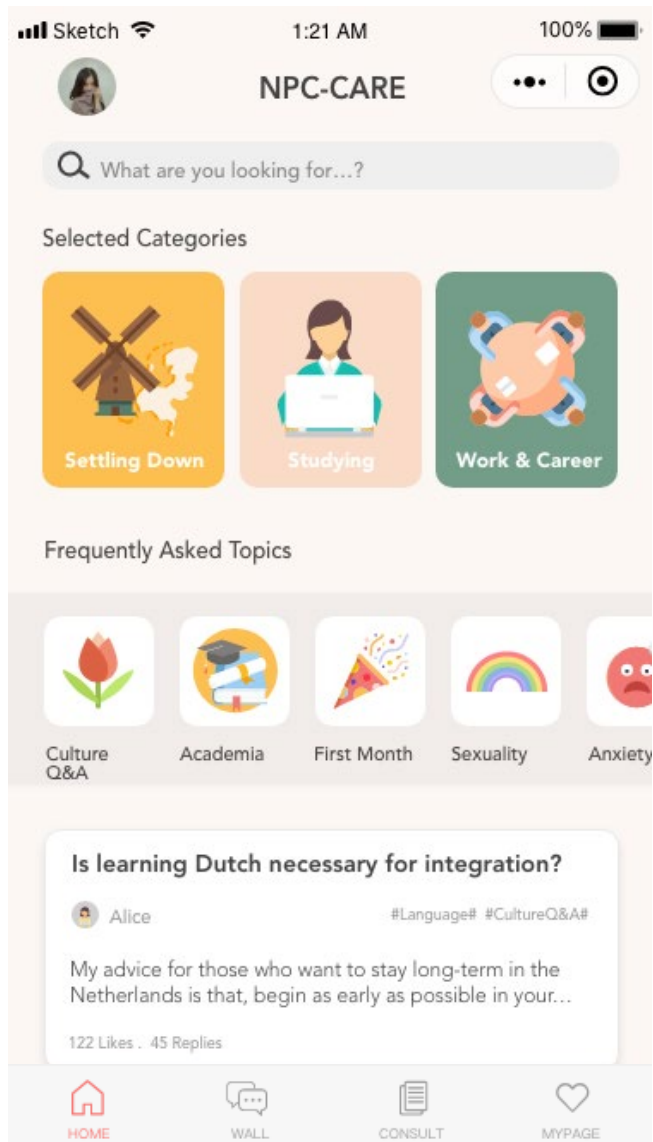 Sketch 1:21 AM 100%
NPC-CARE
What are you looking for...?
Selected Categories
Settling Down Studying Work & Career
Frequently Asked Topics
Culture Academia First Month Sexuality Anxiety
Q&A
Is learning Dutch necessary for integration?
Alice #Language# #CultureQ&A#
My advice for those who want to stay long-term in the
Netherlands is that, begin as early as possible in your...
122 Likes . 45 Replies
HOME WALL CONSULT MYPAGE